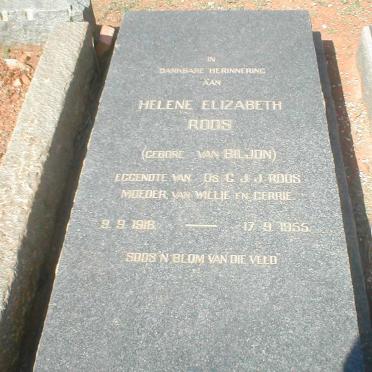 IN
DANKBARE HERINNERING
AAN
HELENE ELIZABETH
ROOS
(GEBORE VAN BILJON)
EGGENOTE VAN DS. G. J. J. ROOS
MOEDER VAN WILLIE EN GERRIE.
9. 9. 1918. — 17. 9. 1955.
SOOS 'N BLOM VAN DIE VELD